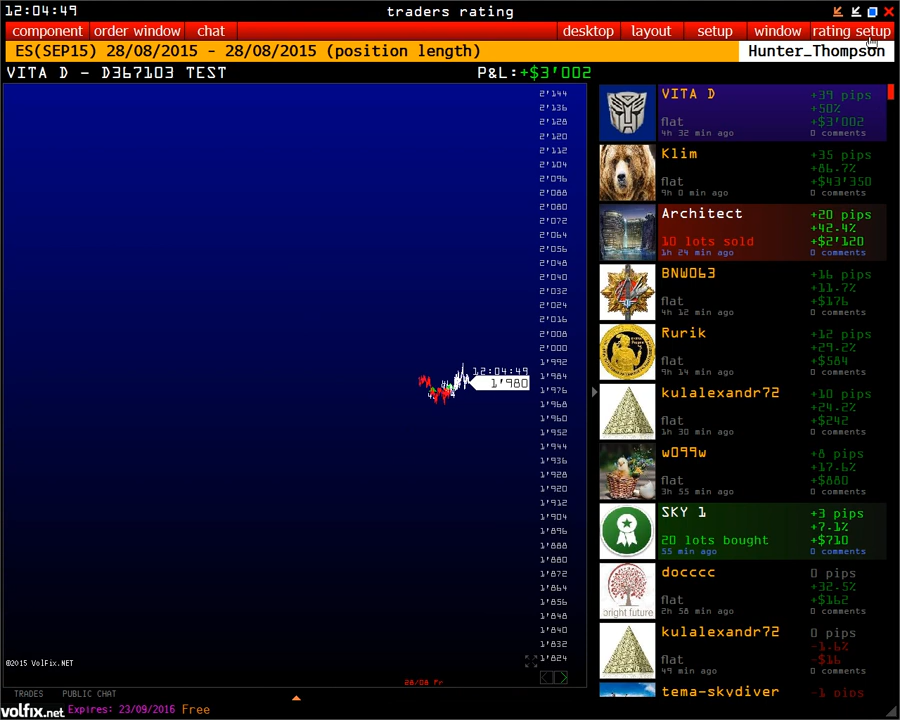 12:04:49 traders rating
component order window chat desktop layout setup window rating setup
ES(SEP15) 28/08/2015 - 28/08/2015 (position length) Hunter_Thompson
VITA D - D367103 TEST P&L:+$3'002
2'144
2'136
2'128
2'120
2'112
2'104
2'096
2'088
2'080
2'072
2'064
2'056
2'048
2'040
2'032
2'024
2'016
2'008
2'000
1'992
1'984
1'976
1'968
1'960
1'952
1'944
1'936
1'928
1'920
1'912
1'904
1'896
1'888
1'880
1'872
1'864
1'856
1'848
1'840
1'832
1'824
12:04:49
1'980
28/08 Fr
©2015 VolFix.NET
VITA D +39 pips
+50%
flat +$3'002
4h 32 min ago 0 comments
Klim +35 pips
+86.7%
flat +$43'350
9h 0 min ago 0 comments
Architect +20 pips
+42.4%
10 lots sold +$2'120
1h 24 min ago 0 comments
BNW063 +16 pips
+11.7%
flat +$176
4h 12 min ago 0 comments
Rurik +12 pips
+29.2%
flat +$584
9h 14 min ago 0 comments
kulalexandr72 +10 pips
+24.2%
flat +$242
1h 30 min ago 0 comments
w099w +8 pips
+17.6%
flat +$880
3h 55 min ago 0 comments
SKY 1 +3 pips
+7.1%
20 lots bought +$710
55 min ago 0 comments
docccc 0 pips
+32.5%
flat +$162
bright future
2h 58 min ago 0 comments
kulalexandr72 0 pips
-1.6%
flat -$16
49 min ago 0 comments
tema-skydiver -1 pips
TRADES PUBLIC CHAT
volfix.net Expires: 23/09/2016 Free